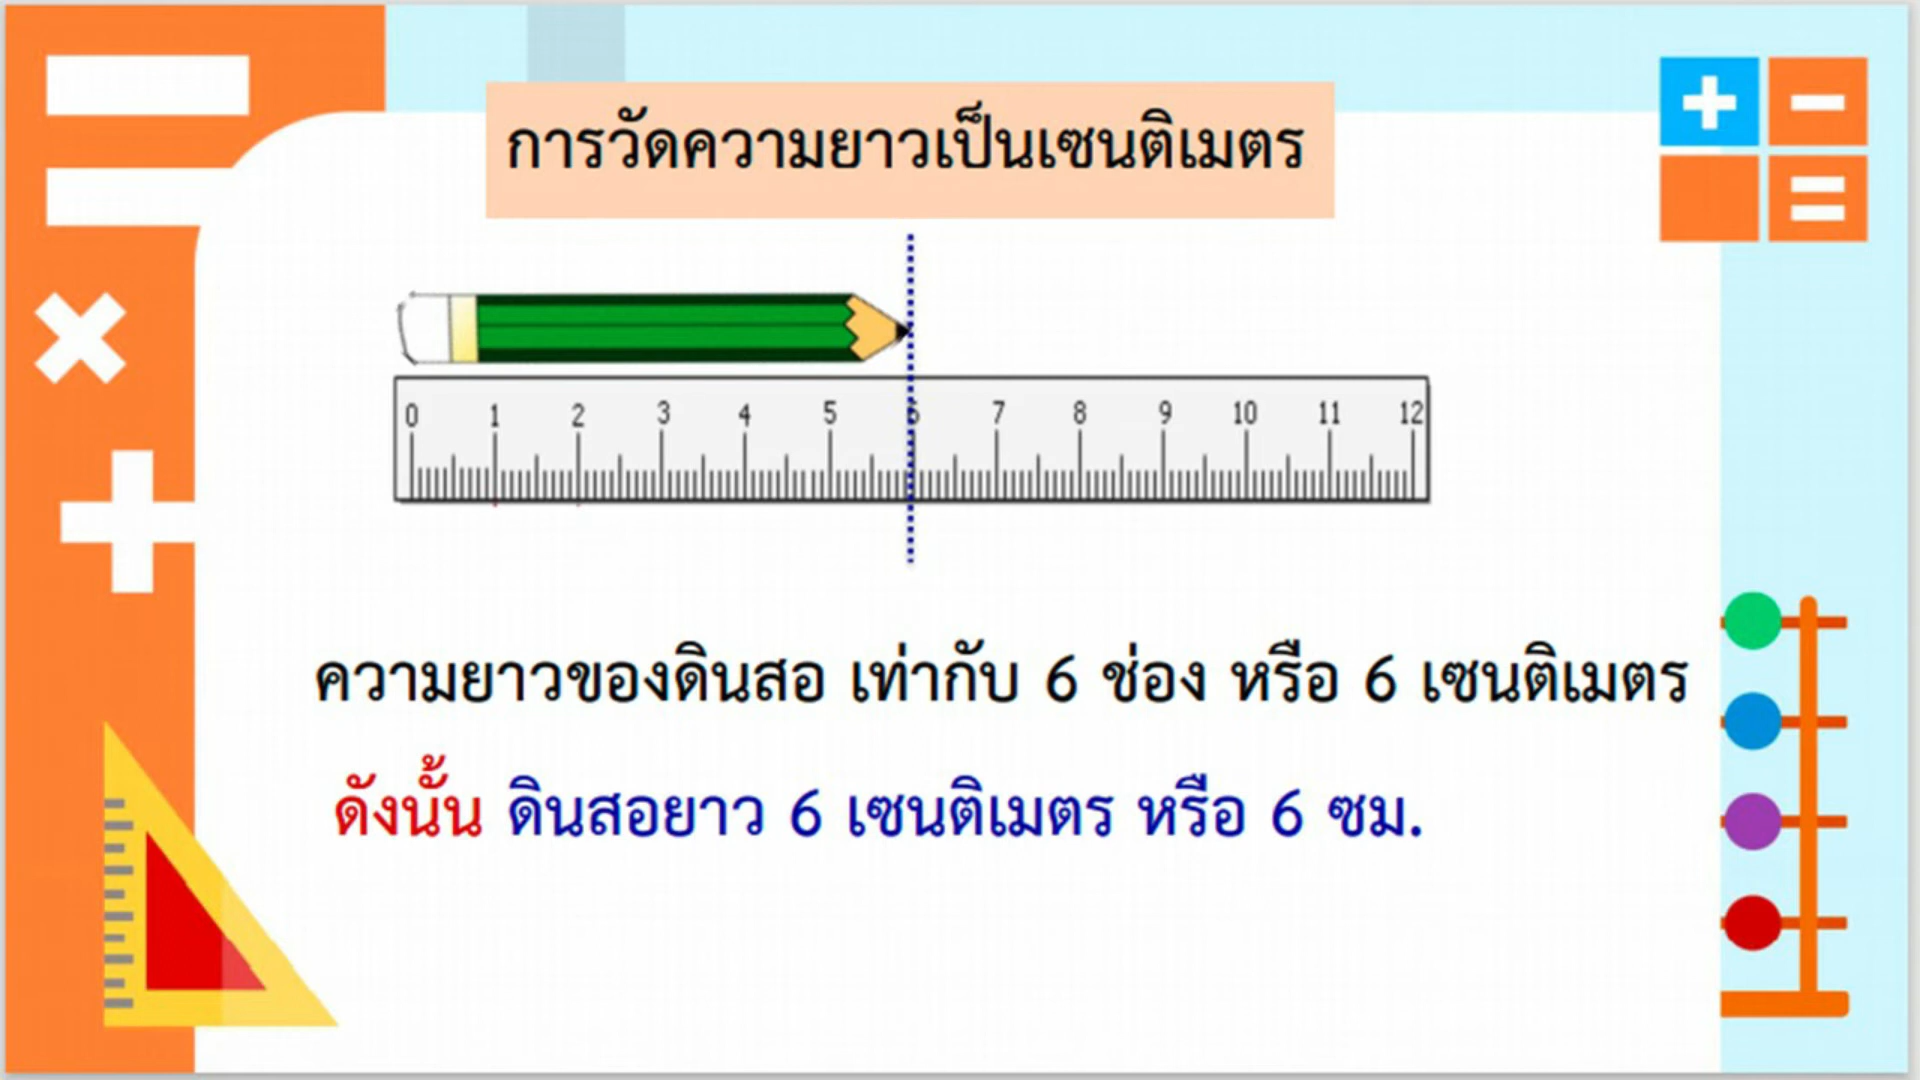 การวัดความยาวเป็นเซนติเมตร
0 1 2 3 4 5 6 7 8 9 10 11 12
ความยาวของดินสอ เท่ากับ 6 ช่อง หรือ 6 เซนติเมตร
ดังนั้น ดินสอยาว 6 เซนติเมตร หรือ 6 ซม.